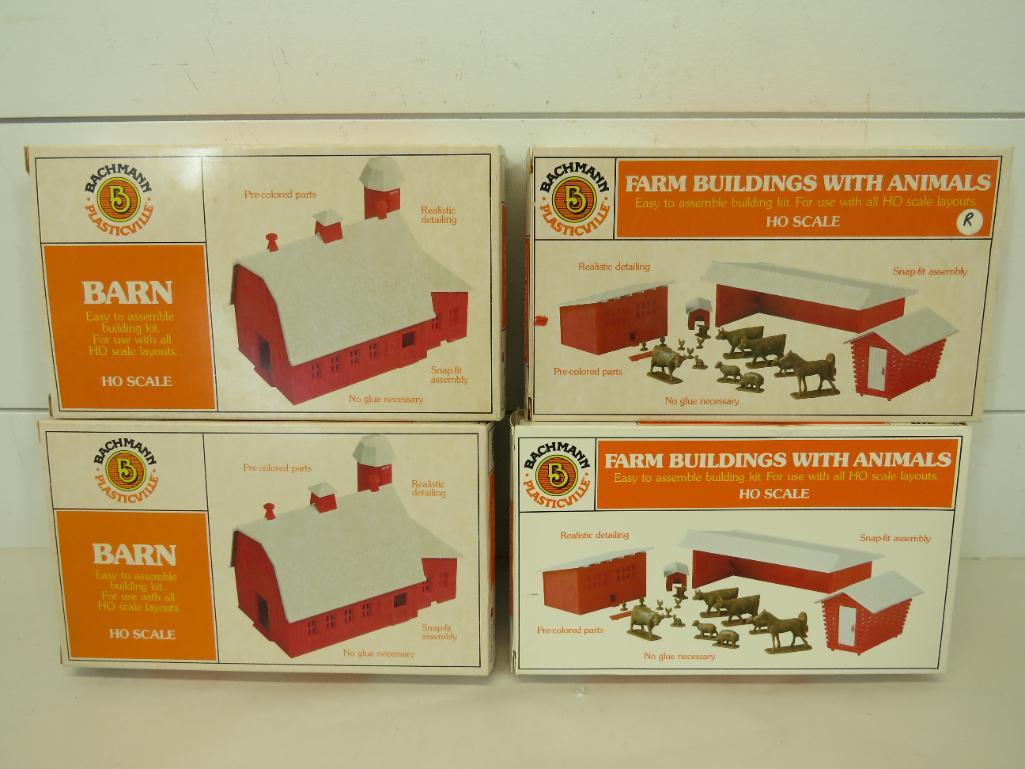 BACHMANN
B
PLASTICVILLE
BARN
Easy to assemble
building kit.
For use with all
HO scale layouts.
HO SCALE
Pre-colored parts
Realistic
detailing
Snap-fit
assembly
No glue necessary
BACHMANN
B
PLASTICVILLE
FARM BUILDINGS WITH ANIMALS
Easy to assemble building kit. For use with all HO scale layouts.
HO SCALE
R
Realistic detailing
Snap-fit assembly
Pre-colored parts
No glue necessary
BACHMANN
B
PLASTICVILLE
BARN
Easy to assemble
building kit.
For use with all
HO scale layouts.
HO SCALE
Pre-colored parts
Realistic
detailing
Snap-fit
assembly
No glue necessary
BACHMANN
B
PLASTICVILLE
FARM BUILDINGS WITH ANIMALS
Easy to assemble building kit. For use with all HO scale layouts.
HO SCALE
Realistic detailing
Snap-fit assembly
Pre-colored parts
No glue necessary